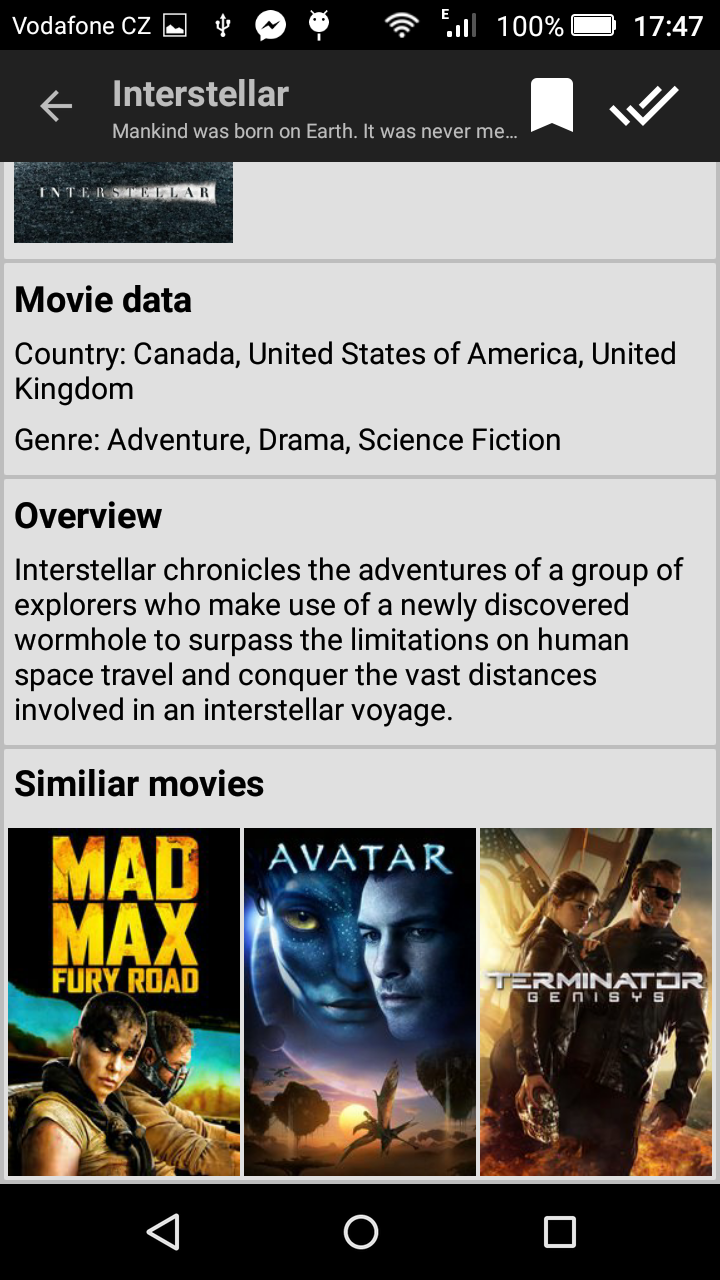 Vodafone CZ
E
100%
17:47
Interstellar
Mankind was born on Earth. It was never me...
INTERSTELLAR
Movie data
Country: Canada, United States of America, United
Kingdom
Genre: Adventure, Drama, Science Fiction
Overview
Interstellar chronicles the adventures of a group of
explorers who make use of a newly discovered
wormhole to surpass the limitations on human
space travel and conquer the vast distances
involved in an interstellar voyage.
Similiar movies
MAD
MAX
FURY ROAD
AVATAR
TERMINATOR
GENISYS